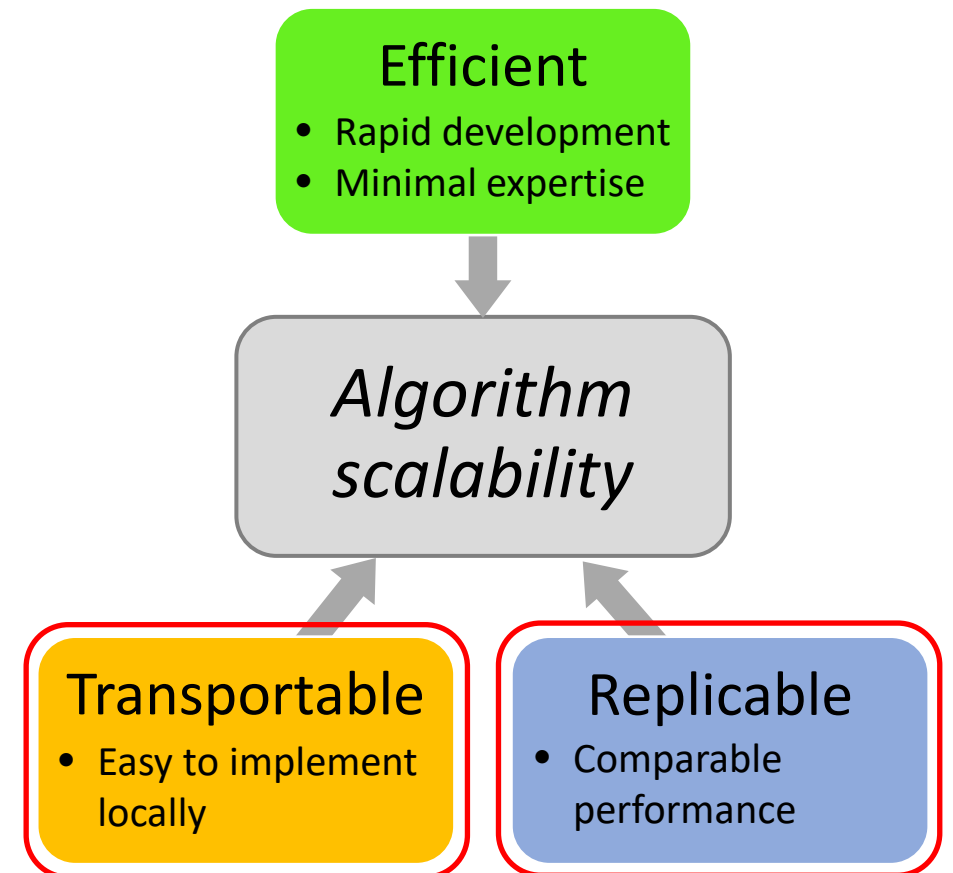 Efficient
• Rapid development
• Minimal expertise
Algorithm
scalability
Transportable
• Easy to implement
locally
Replicable
• Comparable
performance